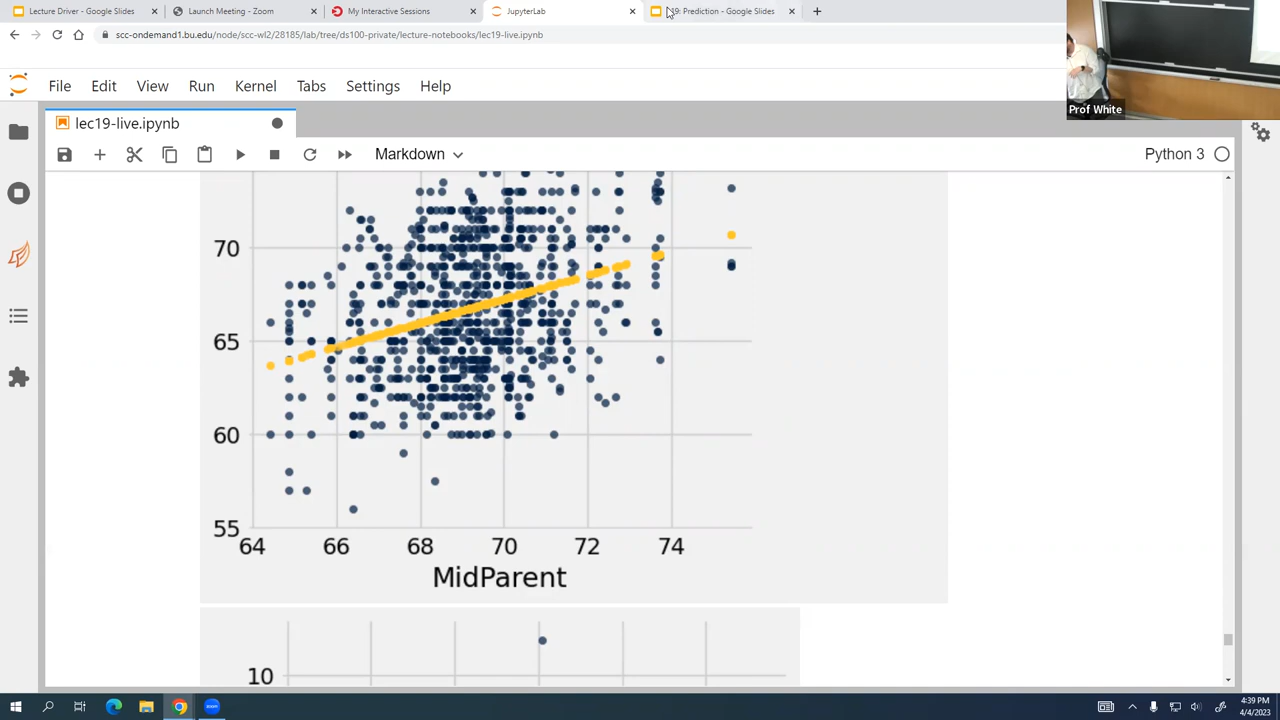 Lecture Driver - Google Slides
Launch Meeting - Zoom
My Interactive Sessions
JupyterLab
19: Prediction - Google Slides
scc-ondemand1.bu.edu/node/scc-wl2/28185/lab/tree/ds100-private/lecture-notebooks/lec19-live.ipynb
File Edit View Run Kernel Tabs Settings Help
Prof White
lec19-live.ipynb
Markdown
Python 3
70
65
60
55
64 66 68 70 72 74
MidParent
10
4:39 PM
4/4/2023